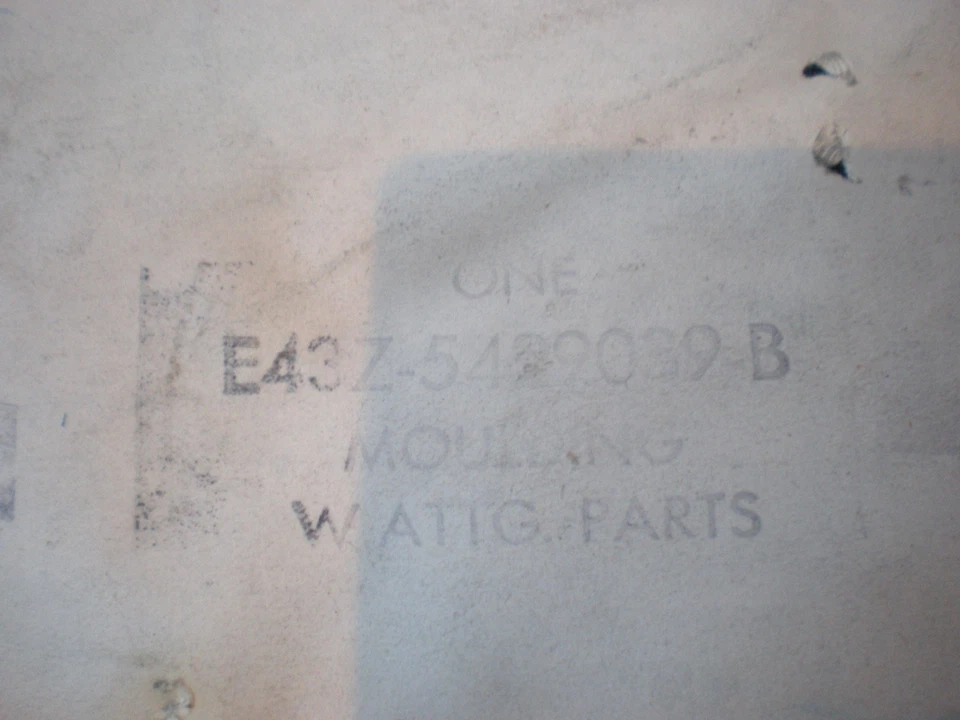 ONE
E43Z-5429039-B
MOULDING
W/ATTG. PARTS